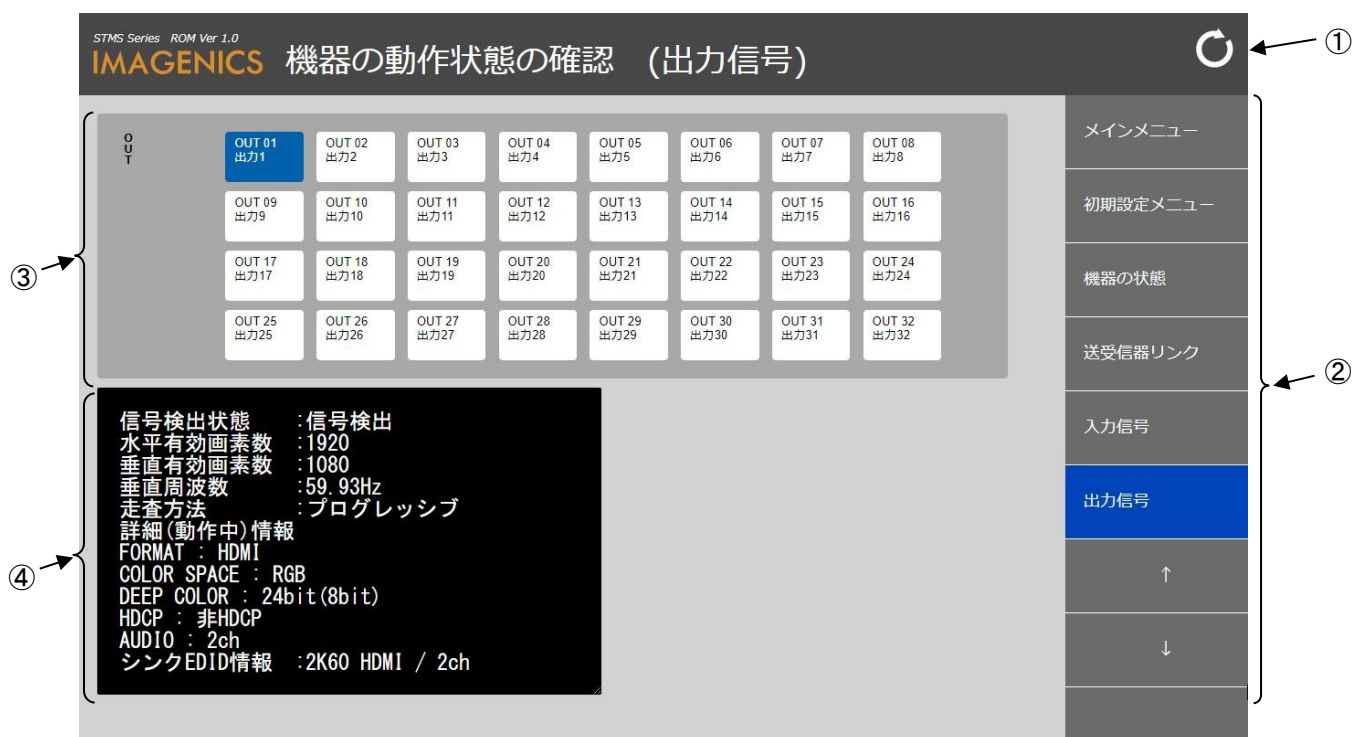 STMS Series ROM Ver 1.0
IMAGENICS 機器の動作状態の確認 (出力信号)
①
メインメニュー
初期設定メニュー
機器の状態
送受信器リンク
入力信号
出力信号
↑
↓
②
③
OUT
OUT 01
出力1
OUT 02
出力2
OUT 03
出力3
OUT 04
出力4
OUT 05
出力5
OUT 06
出力6
OUT 07
出力7
OUT 08
出力8
OUT 09
出力9
OUT 10
出力10
OUT 11
出力11
OUT 12
出力12
OUT 13
出力13
OUT 14
出力14
OUT 15
出力15
OUT 16
出力16
OUT 17
出力17
OUT 18
出力18
OUT 19
出力19
OUT 20
出力20
OUT 21
出力21
OUT 22
出力22
OUT 23
出力23
OUT 24
出力24
OUT 25
出力25
OUT 26
出力26
OUT 27
出力27
OUT 28
出力28
OUT 29
出力29
OUT 30
出力30
OUT 31
出力31
OUT 32
出力32
④
信号検出状態 :信号検出
水平有効画素数 :1920
垂直有効画素数 :1080
垂直周波数 :59.93Hz
走査方法 :プログレッシブ
詳細(動作中)情報
FORMAT : HDMI
COLOR SPACE : RGB
DEEP COLOR : 24bit(8bit)
HDCP : 非HDCP
AUDIO : 2ch
シンクEDID情報 :2K60 HDMI / 2ch